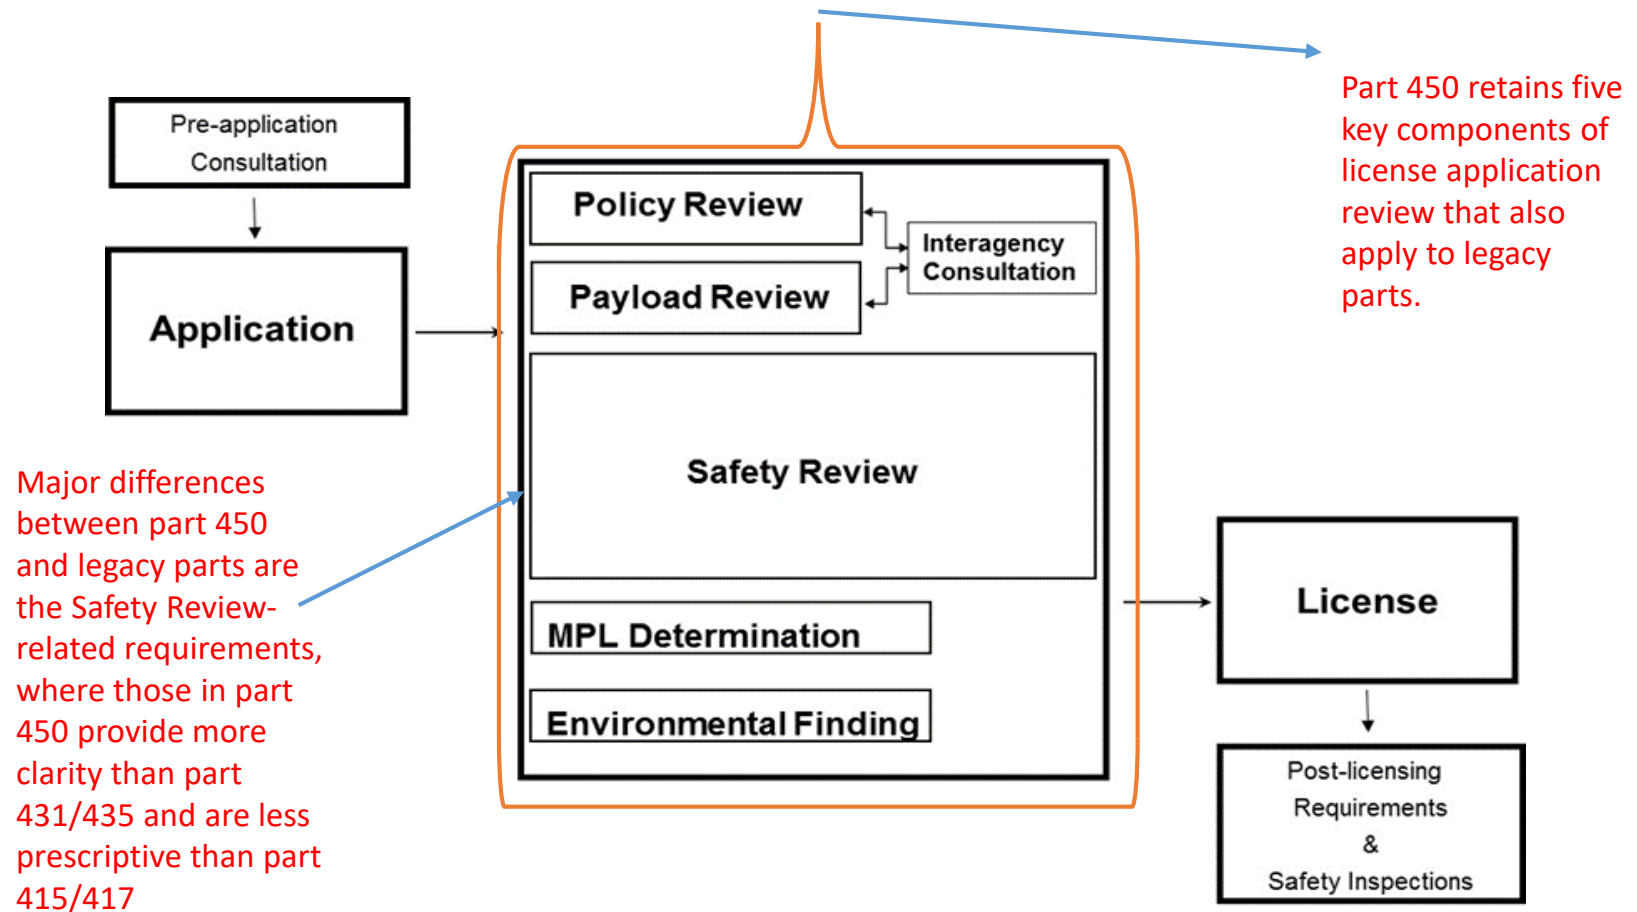 Part 450 retains five
key components of
license application
review that also
apply to legacy
parts.
Pre-application
Consultation
Application
Policy Review
Payload Review
Interagency
Consultation
Safety Review
MPL Determination
Environmental Finding
Major differences
between part 450
and legacy parts are
the Safety Review-
related requirements,
where those in part
450 provide more
clarity than part
431/435 and are less
prescriptive than part
415/417
License
Post-licensing
Requirements
&
Safety Inspections